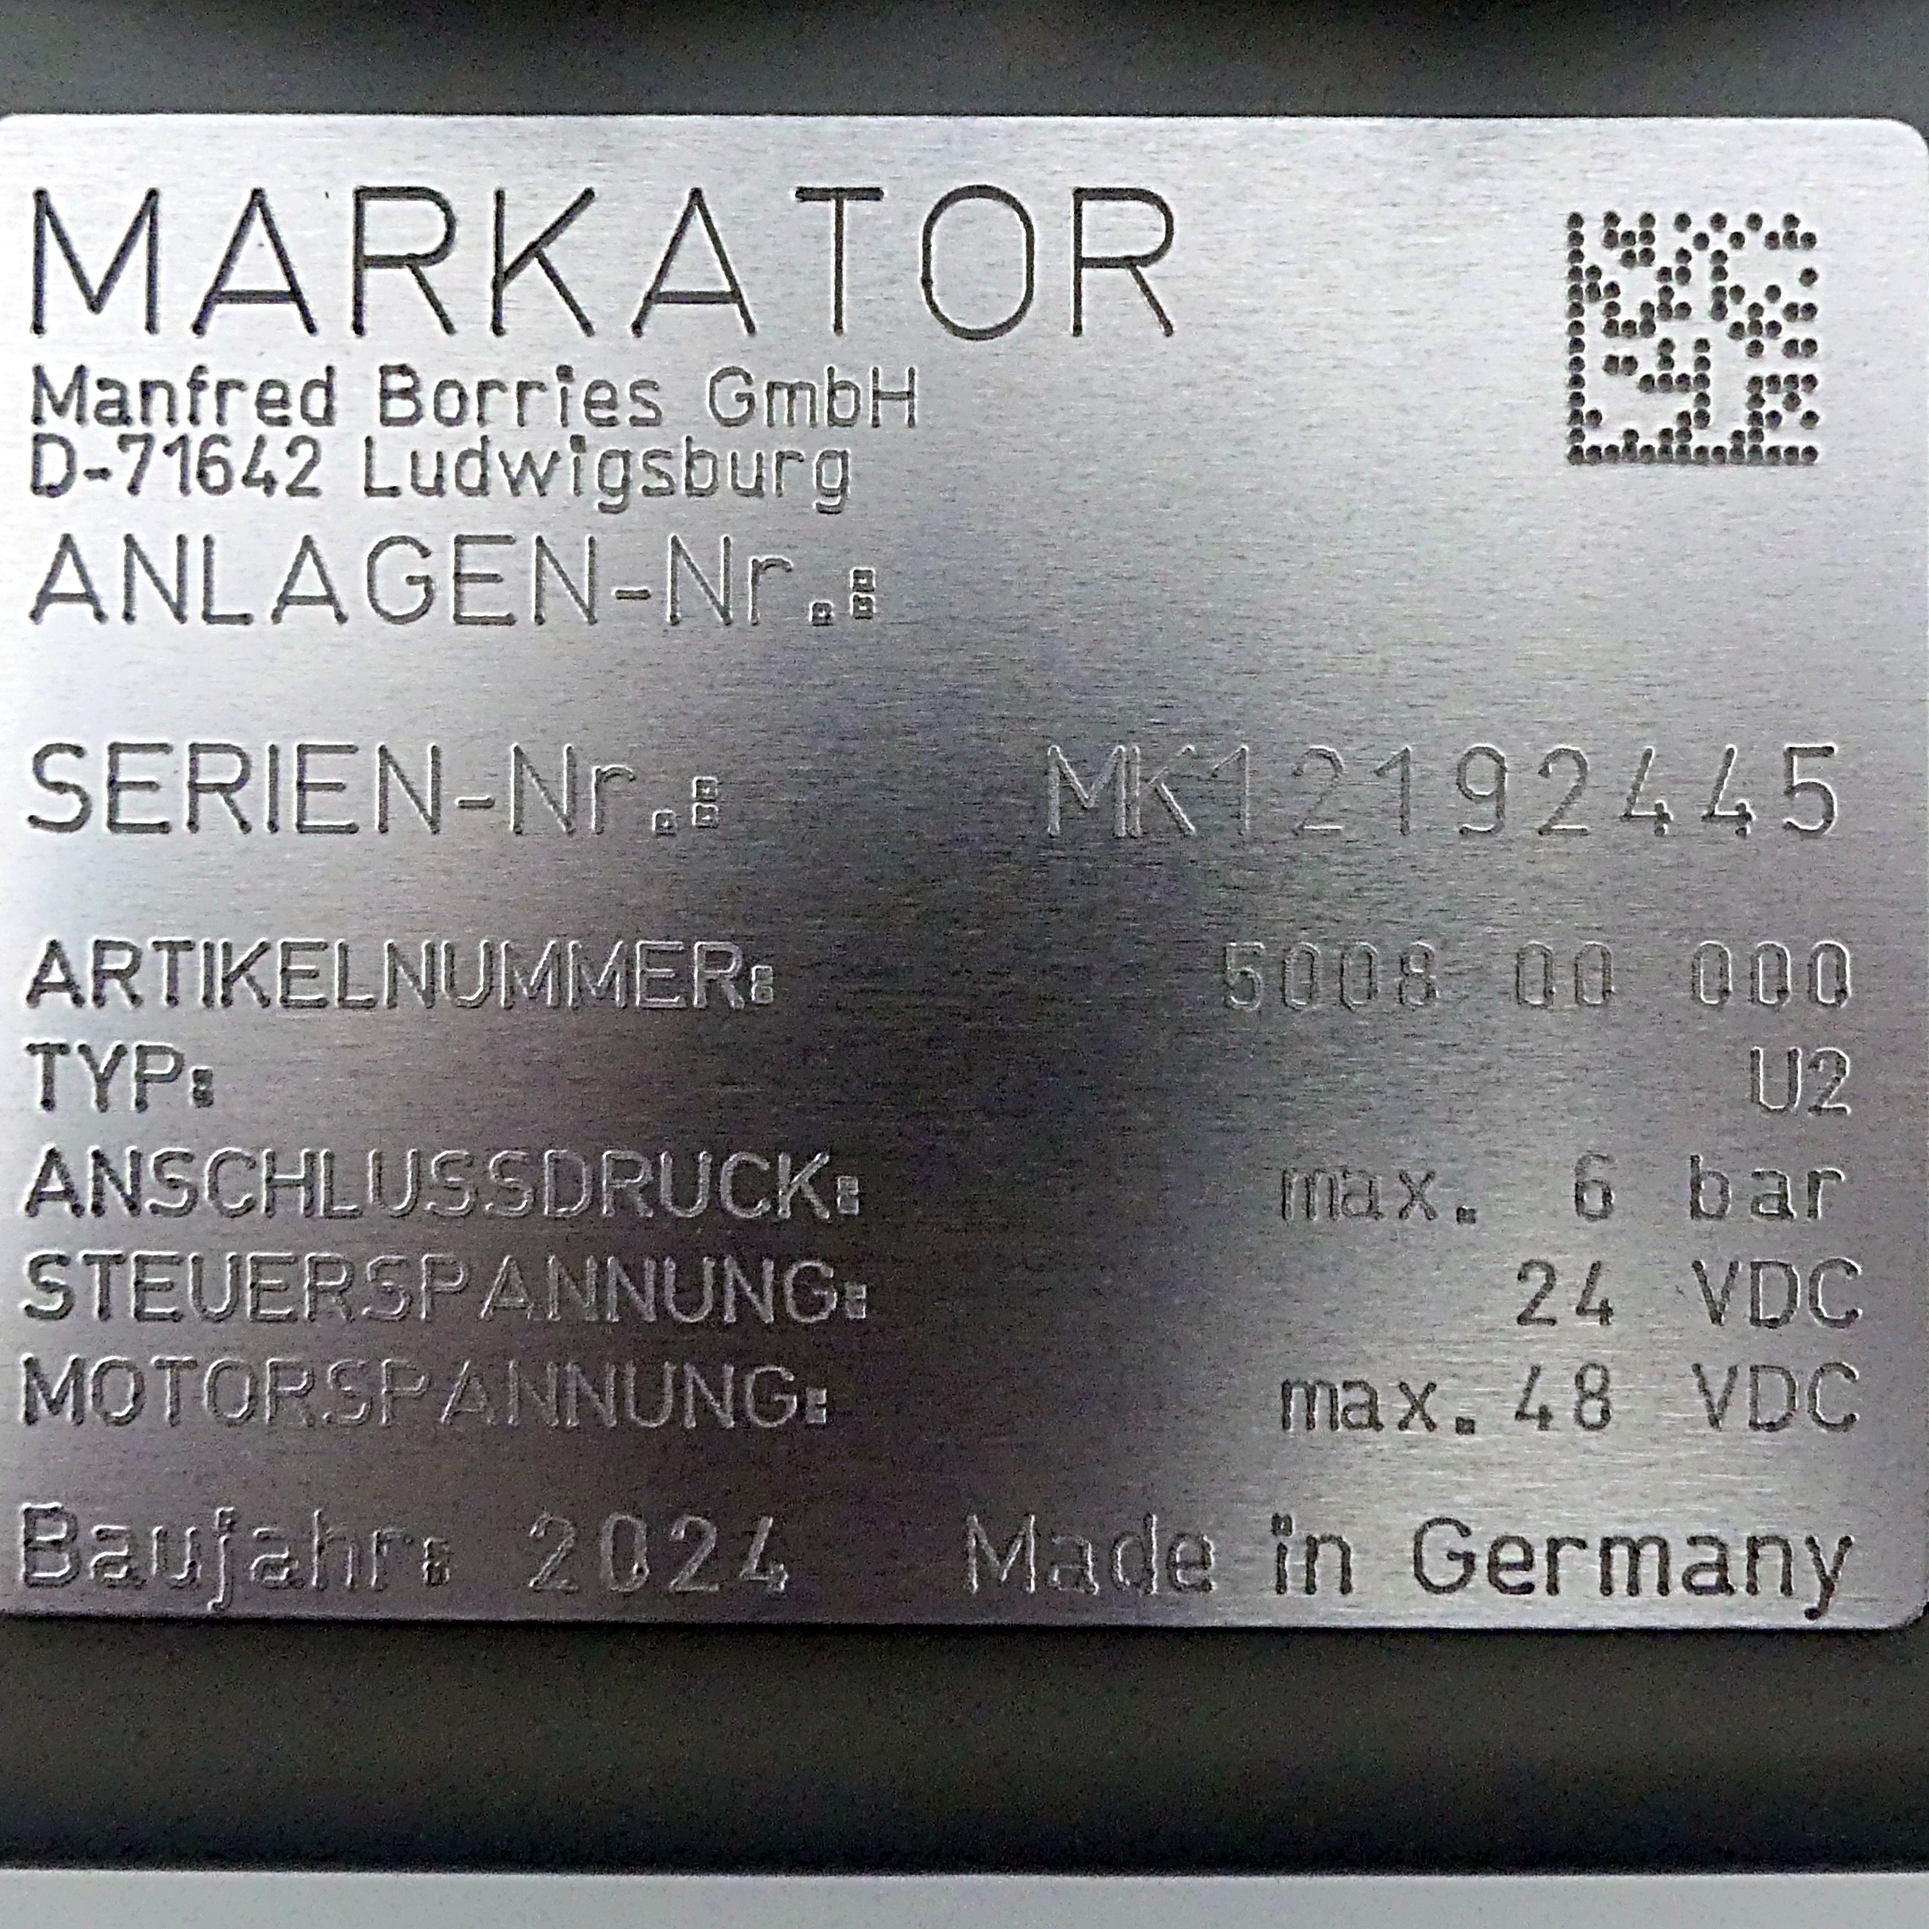 MARKATOR
Manfred Borries GmbH
D-71642 Ludwigsburg
ANLAGEN-Nr.:
SERIEN-Nr.: MK12192445
ARTIKELNUMMER: 5008 00 000
TYP: U2
ANSCHLUSSDRUCK: max. 6 bar
STEUERSPANNUNG: 24 VDC
MOTORSPANNUNG: max. 48 VDC
Baujahr: 2024 Made in Germany